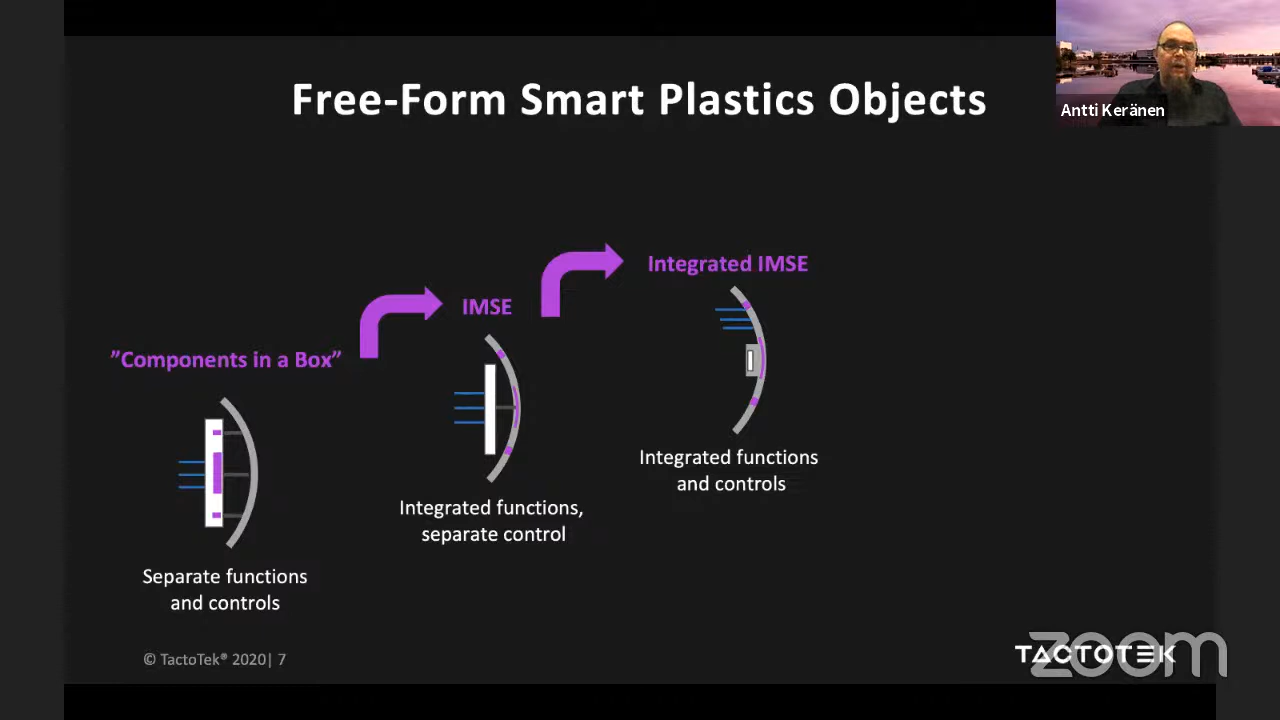 Free-Form Smart Plastics Objects
Antti Keränen
Integrated IMSE
IMSE
”Components in a Box”
Integrated functions
and controls
Integrated functions,
separate control
Separate functions
and controls
© TactoTek® 2020| 7
TACTOTEK
zoom